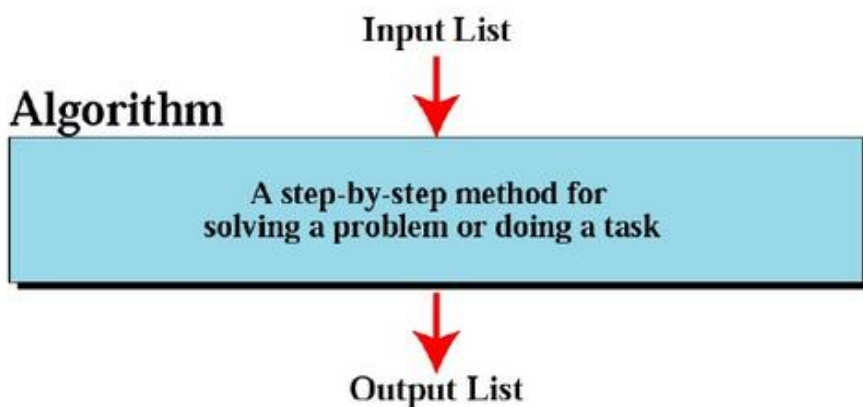 Input List
Algorithm
A step-by-step method for
solving a problem or doing a task
Output List